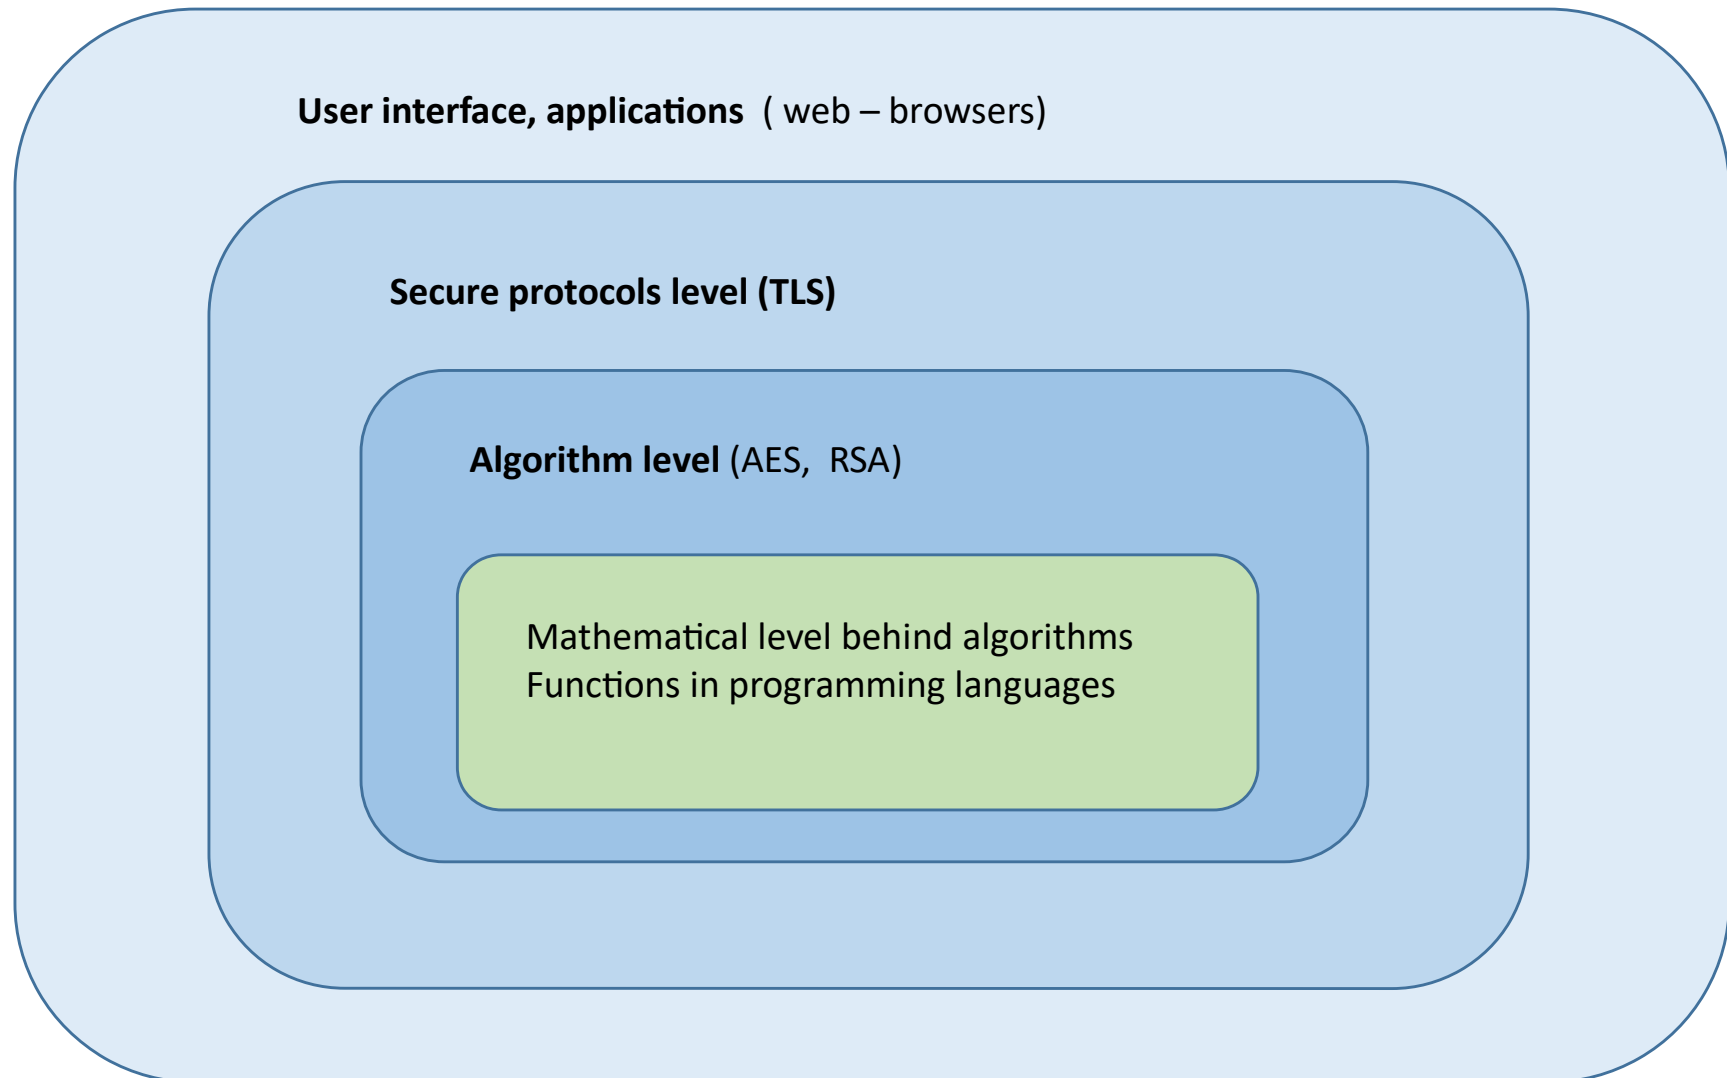 User interface, applications ( web – browsers)
Secure protocols level (TLS)
Algorithm level (AES, RSA)
Mathematical level behind algorithms
Functions in programming languages